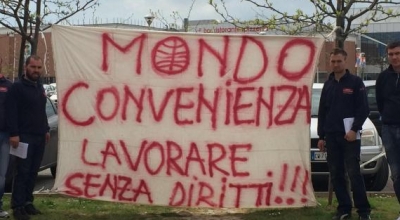 MONDO
CONVENIENZA
LAVORARE
SENZA DIRITTI!!!